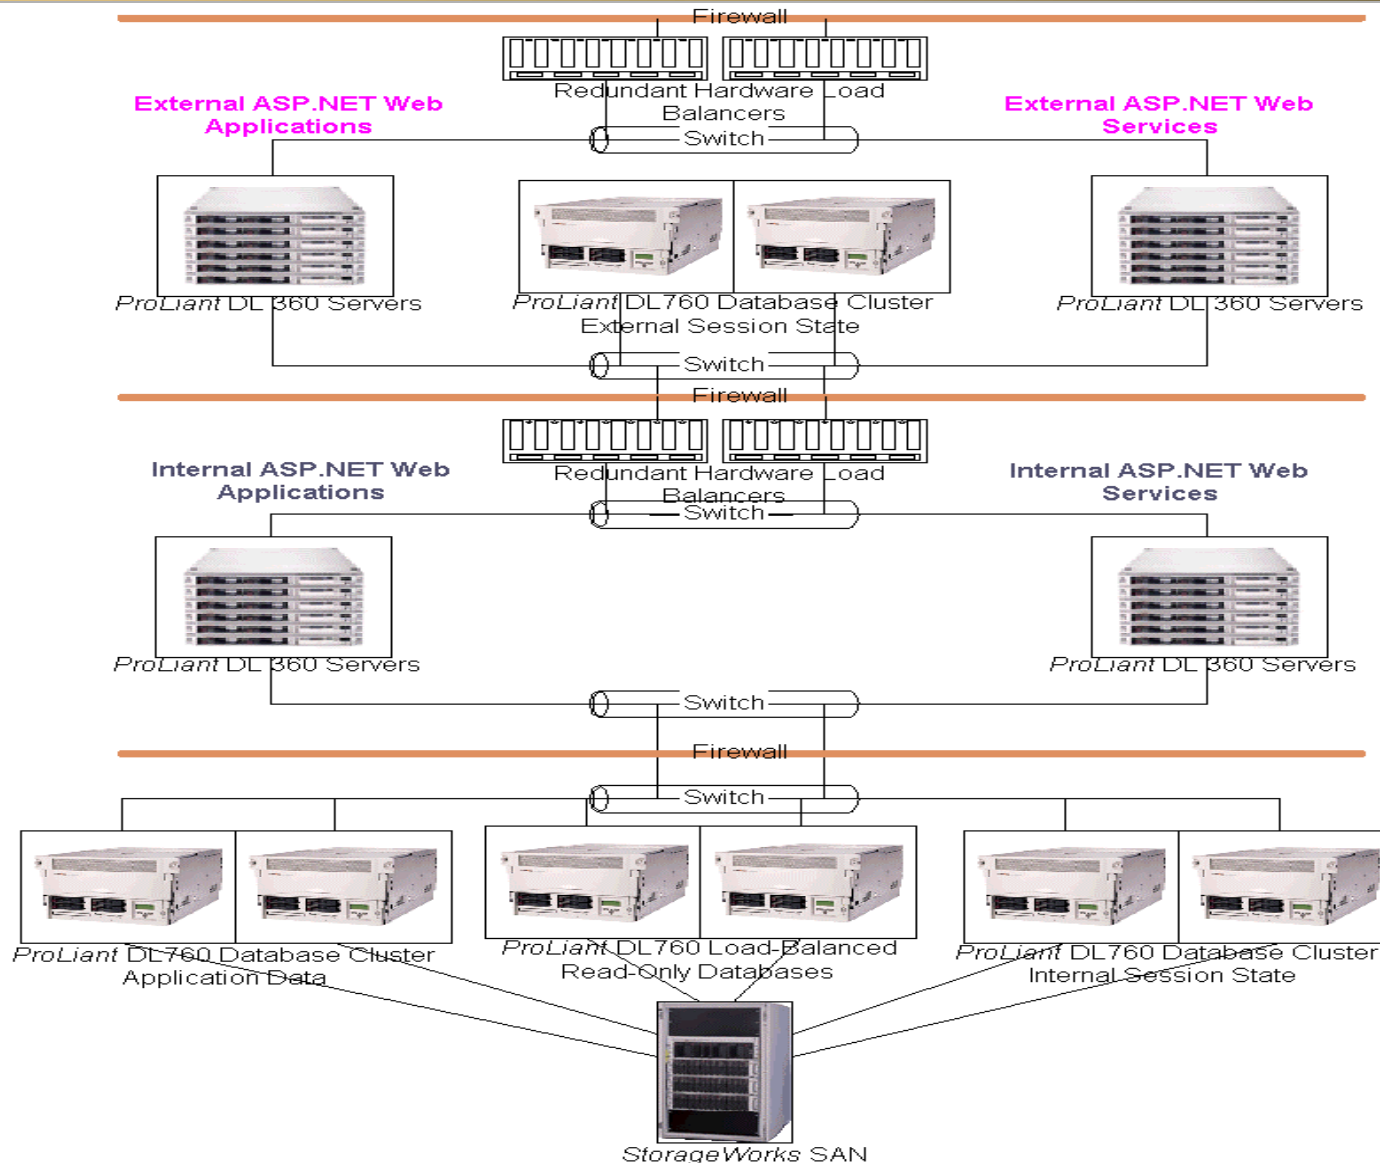 Firewall
Redundant Hardware Load
Balancers
External ASP.NET Web
Applications
External ASP.NET Web
Services
Switch
ProLiant DL 360 Servers
ProLiant DL760 Database Cluster
External Session State
ProLiant DL 360 Servers
Switch
Firewall
Redundant Hardware Load
Balancers
Internal ASP.NET Web
Applications
Internal ASP.NET Web
Services
Switch
ProLiant DL 360 Servers
ProLiant DL 360 Servers
Switch
Firewall
Switch
ProLiant DL760 Database Cluster
Application Data
ProLiant DL760 Load-Balanced
Read-Only Databases
ProLiant DL760 Database Cluster
Internal Session State
StorageWorks SAN